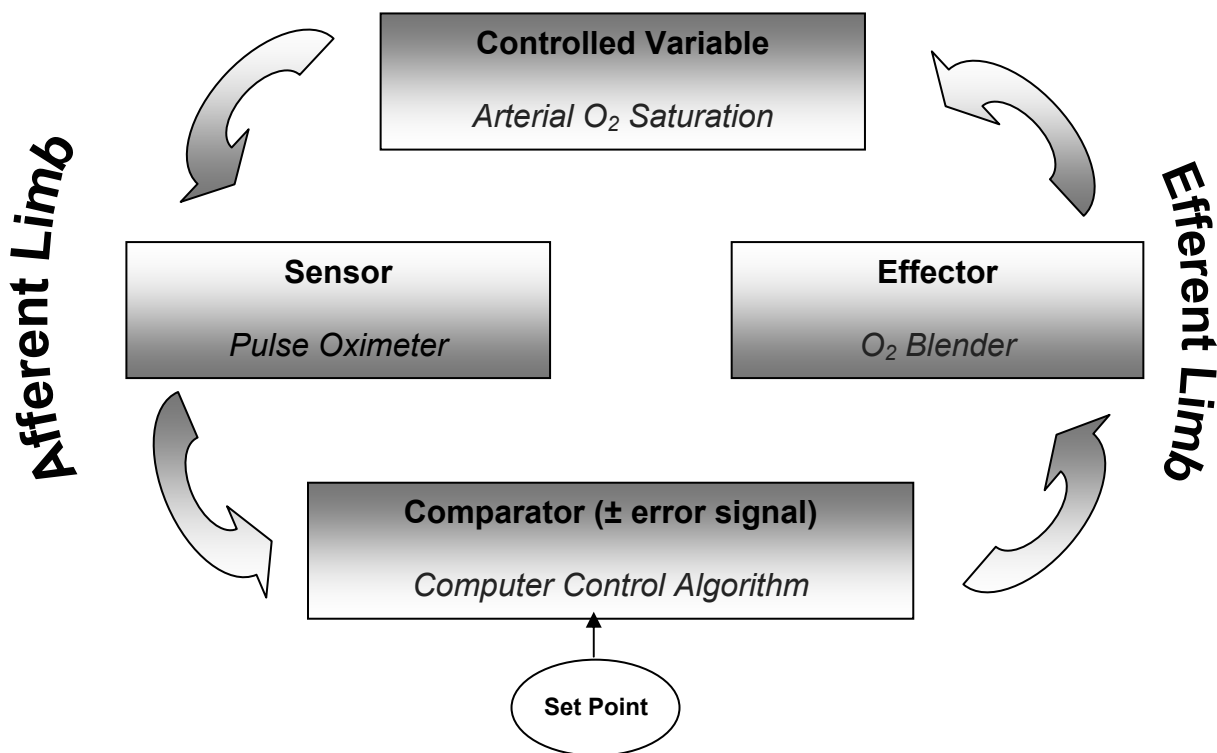 Controlled Variable
Arterial O₂ Saturation
Afferent Limb
Efferent Limb
Sensor
Pulse Oximeter
Effector
O₂ Blender
Comparator (± error signal)
Computer Control Algorithm
Set Point